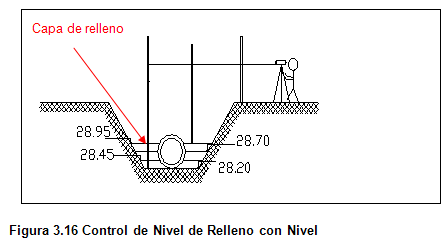 Capa de relleno
28.95
28.70
28.45
28.20
Figura 3.16 Control de Nivel de Relleno con Nivel